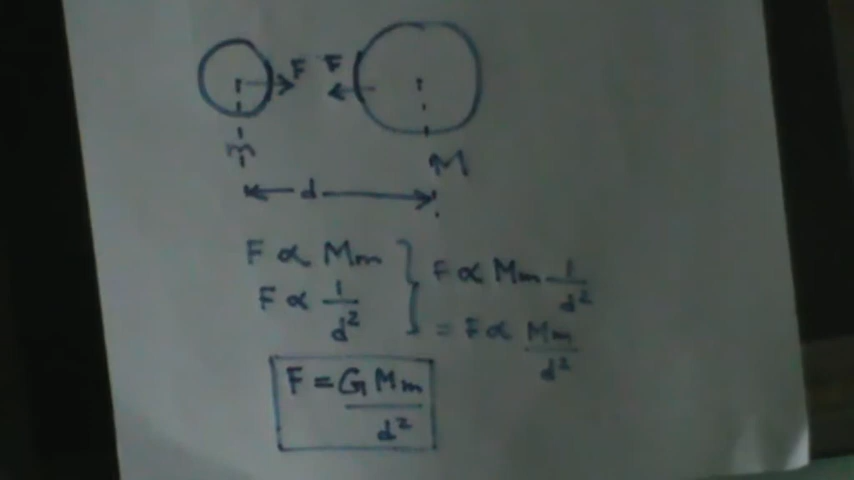 F F
m M
d
F ∝ Mm
F ∝ 1/d²
} F ∝ Mm 1/d²
= F ∝ Mm/d²
F = G Mm/d²